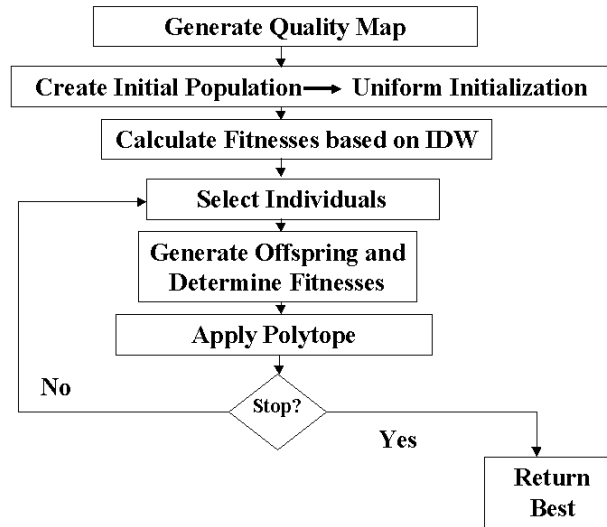 Generate Quality Map
Create Initial Population Uniform Initialization
Calculate Fitnesses based on IDW
Select Individuals
Generate Offspring and
Determine Fitnesses
Apply Polytope
Stop?
No
Yes
Return
Best